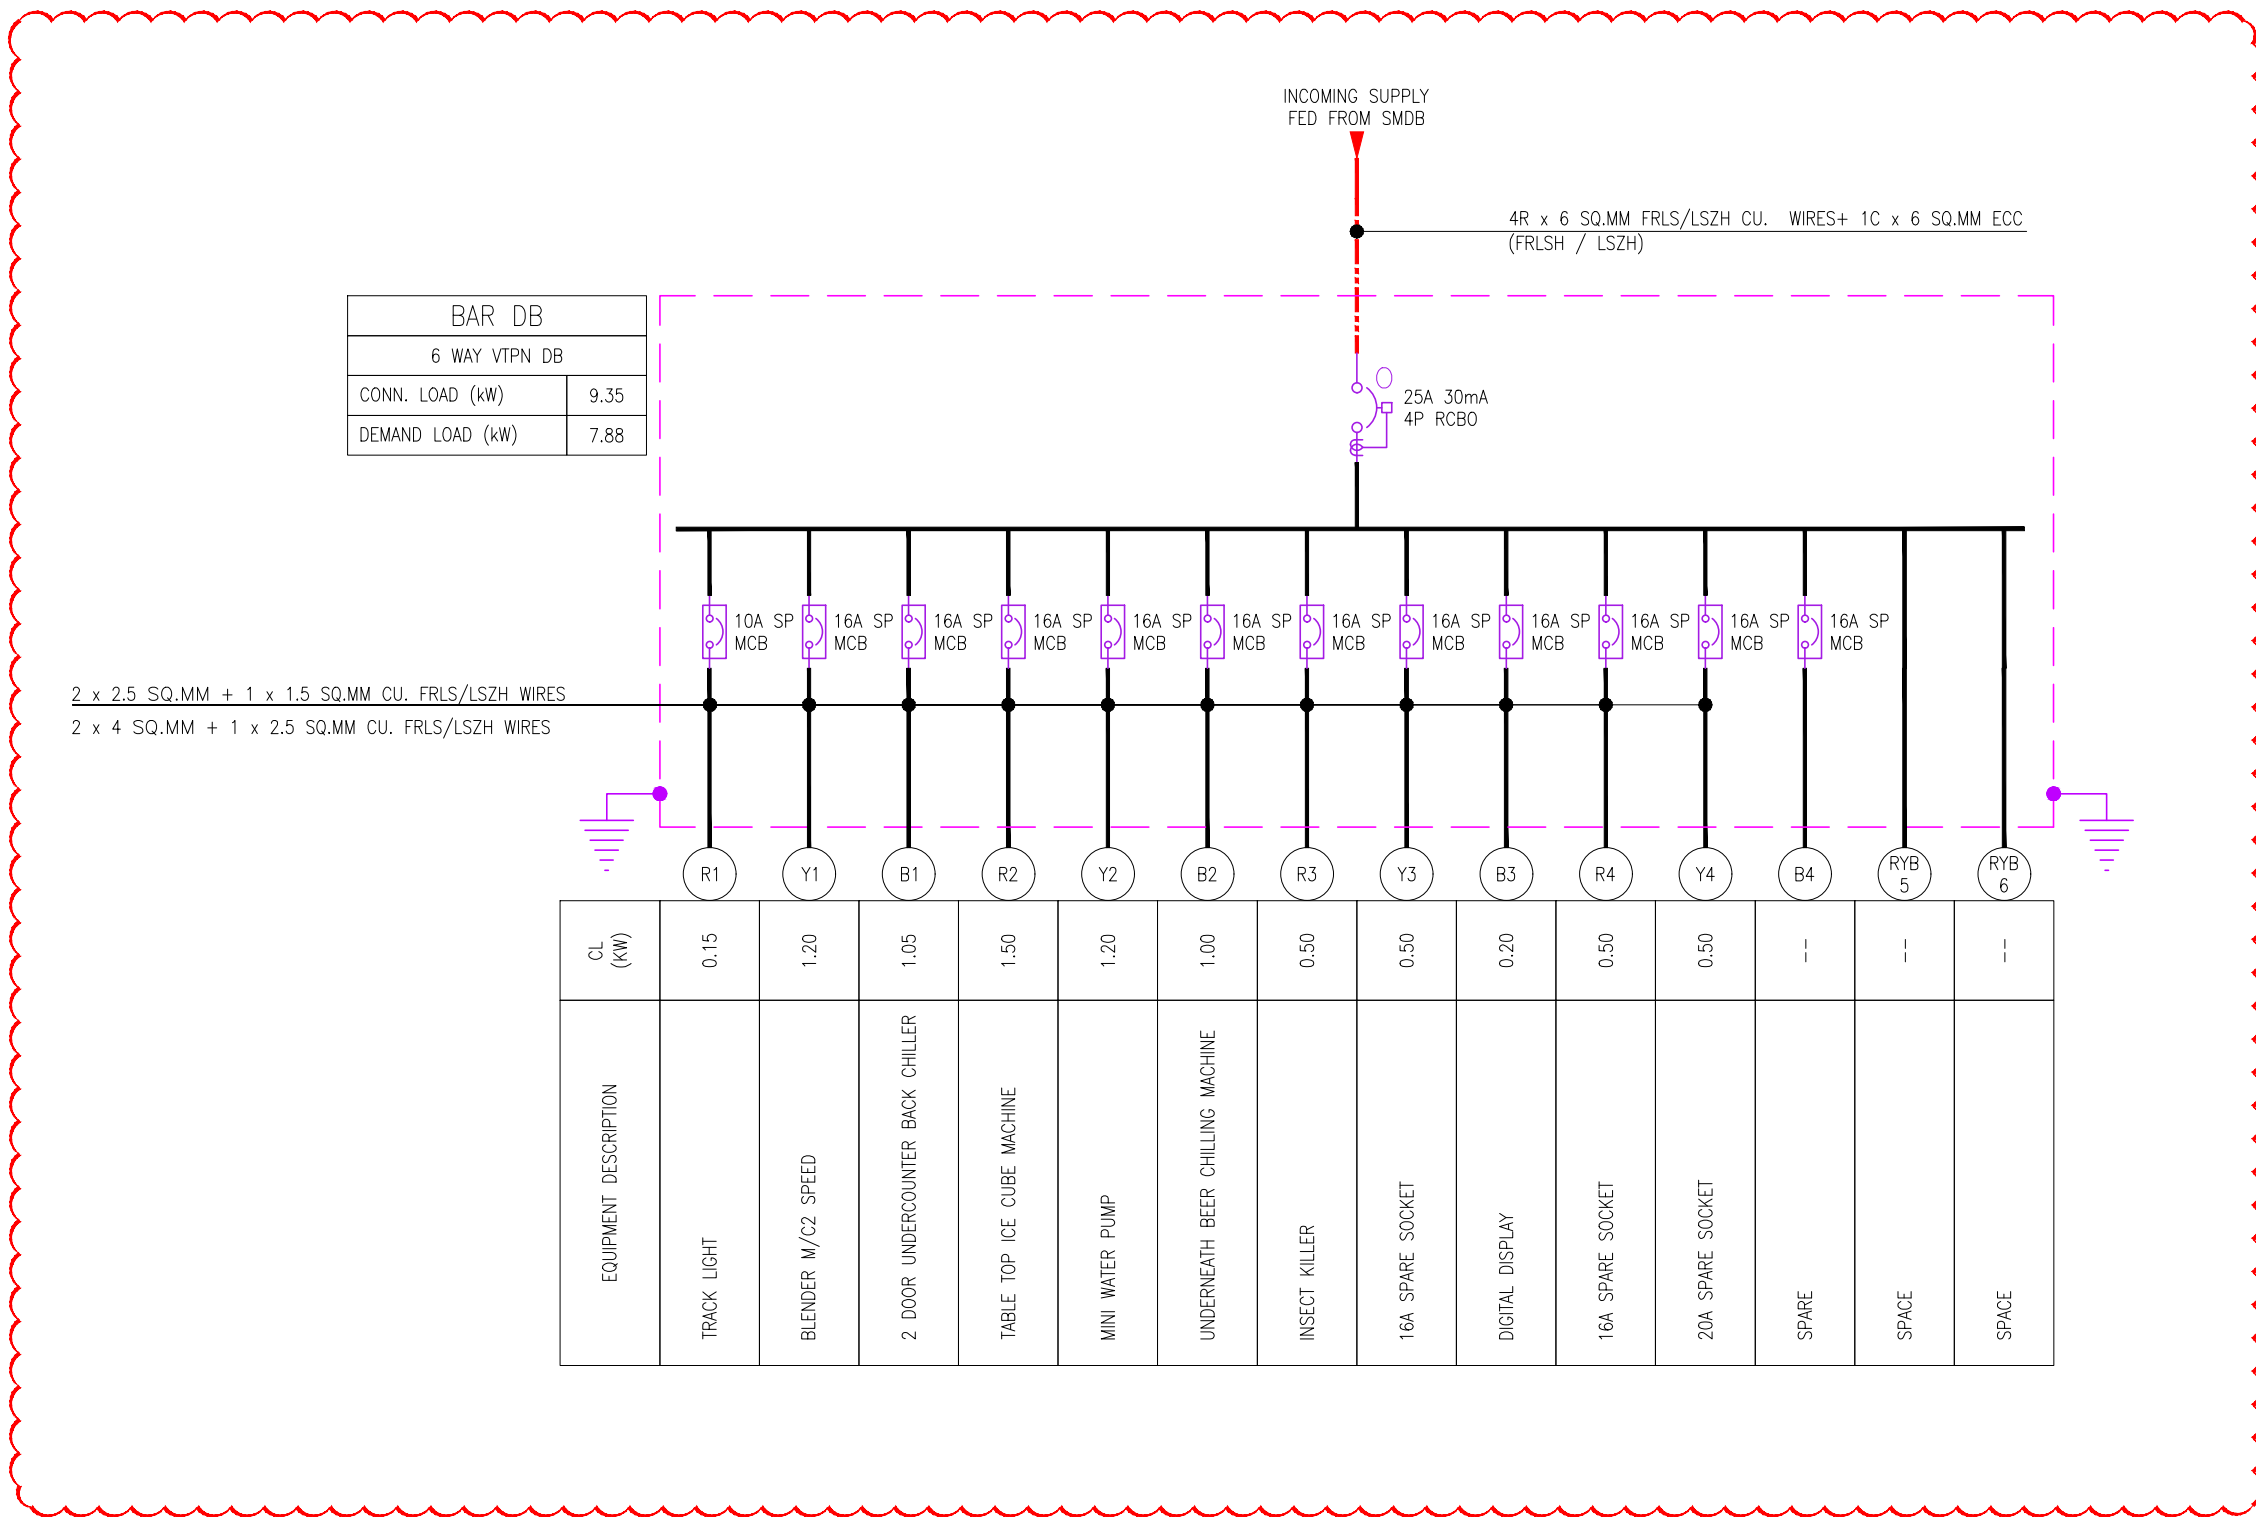 INCOMING SUPPLY
FED FROM SMDB
4R x 6 SQ.MM FRLS/LSZH CU. WIRES+ 1C x 6 SQ.MM ECC
(FRLSH / LSZH)
BAR DB
6 WAY VTPN DB
CONN. LOAD (kW) 9.35
DEMAND LOAD (kW) 7.88
25A 30mA
4P RCBO
10A SP
MCB
16A SP
MCB
16A SP
MCB
16A SP
MCB
16A SP
MCB
16A SP
MCB
16A SP
MCB
16A SP
MCB
16A SP
MCB
16A SP
MCB
16A SP
MCB
16A SP
MCB
2 x 2.5 SQ.MM + 1 x 1.5 SQ.MM CU. FRLS/LSZH WIRES
2 x 4 SQ.MM + 1 x 2.5 SQ.MM CU. FRLS/LSZH WIRES
R1
Y1
B1
R2
Y2
B2
R3
Y3
B3
R4
Y4
B4
RYB
5
RYB
6
CL
(KW)
0.15
1.20
1.05
1.50
1.20
1.00
0.50
0.50
0.20
0.50
0.50
--
--
--
EQUIPMENT DESCRIPTION
TRACK LIGHT
BLENDER M/C2 SPEED
2 DOOR UNDERCOUNTER BACK CHILLER
TABLE TOP ICE CUBE MACHINE
MINI WATER PUMP
UNDERNEATH BEER CHILLING MACHINE
INSECT KILLER
16A SPARE SOCKET
DIGITAL DISPLAY
16A SPARE SOCKET
20A SPARE SOCKET
SPARE
SPACE
SPACE